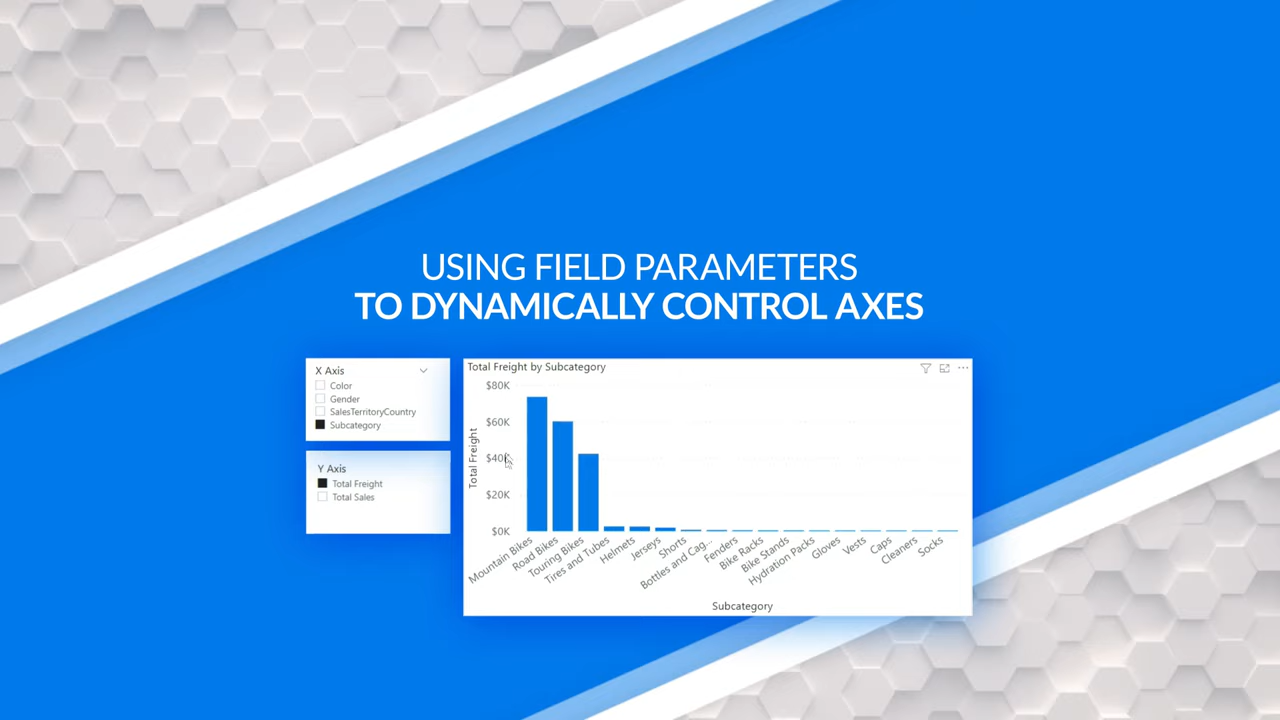 USING FIELD PARAMETERS
TO DYNAMICALLY CONTROL AXES
X Axis
Color
Gender
SalesTerritoryCountry
Subcategory
Y Axis
Total Freight
Total Sales
Total Freight by Subcategory
Total Freight
$80K
$60K
$40K
$20K
$0K
Mountain Bikes
Road Bikes
Touring Bikes
Tires and Tubes
Helmets
Jerseys
Shorts
Bottles and Cag...
Fenders
Bike Racks
Bike Stands
Hydration Packs
Gloves
Vests
Caps
Cleaners
Socks
Subcategory